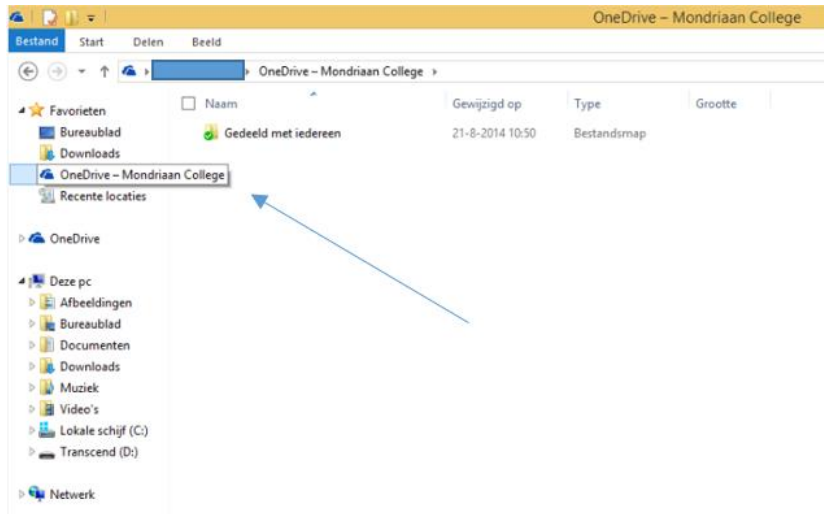 OneDrive – Mondriaan College
Bestand Start Delen Beeld
OneDrive – Mondriaan College
Naam Gewijzigd op Type Grootte
Favorieten
Gedeeld met iedereen 21-8-2014 10:50 Bestandsmap
Bureaublad
Downloads
OneDrive – Mondriaan College
Recente locaties
OneDrive
Deze pc
Afbeeldingen
Bureaublad
Documenten
Downloads
Muziek
Video's
Lokale schijf (C:)
Transcend (D:)
Netwerk